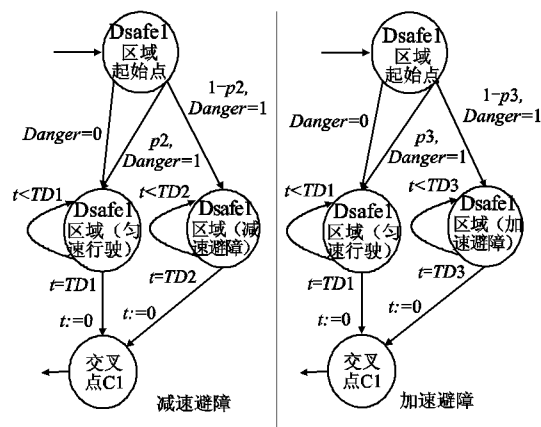 Dsafe1
区域
起始点
Danger=0
p2,
Danger=1
1-p2,
Danger=1
t<TD1
Dsafe1
区域（匀
速行驶）
t<TD2
Dsafe1
区域（减
速避障）
t=TD1
t:=0
t=TD2
t:=0
交叉
点C1
减速避障
Dsafe1
区域
起始点
Danger=0
p3,
Danger=1
1-p3,
Danger=1
t<TD1
Dsafe1
区域（匀
速行驶）
t<TD3
Dsafe1
区域（加
速避障）
t=TD1
t:=0
t=TD3
t:=0
交叉
点C1
加速避障